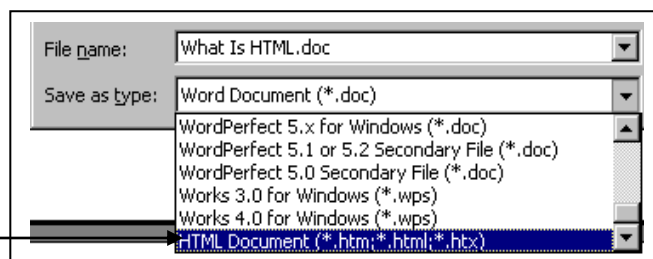 File name: What Is HTML.doc
Save as type: Word Document (*.doc)
WordPerfect 5.x for Windows (*.doc)
WordPerfect 5.1 or 5.2 Secondary File (*.doc)
WordPerfect 5.0 Secondary File (*.doc)
Works 3.0 for Windows (*.wps)
Works 4.0 for Windows (*.wps)
HTML Document (*.htm;*.html;*.htx)